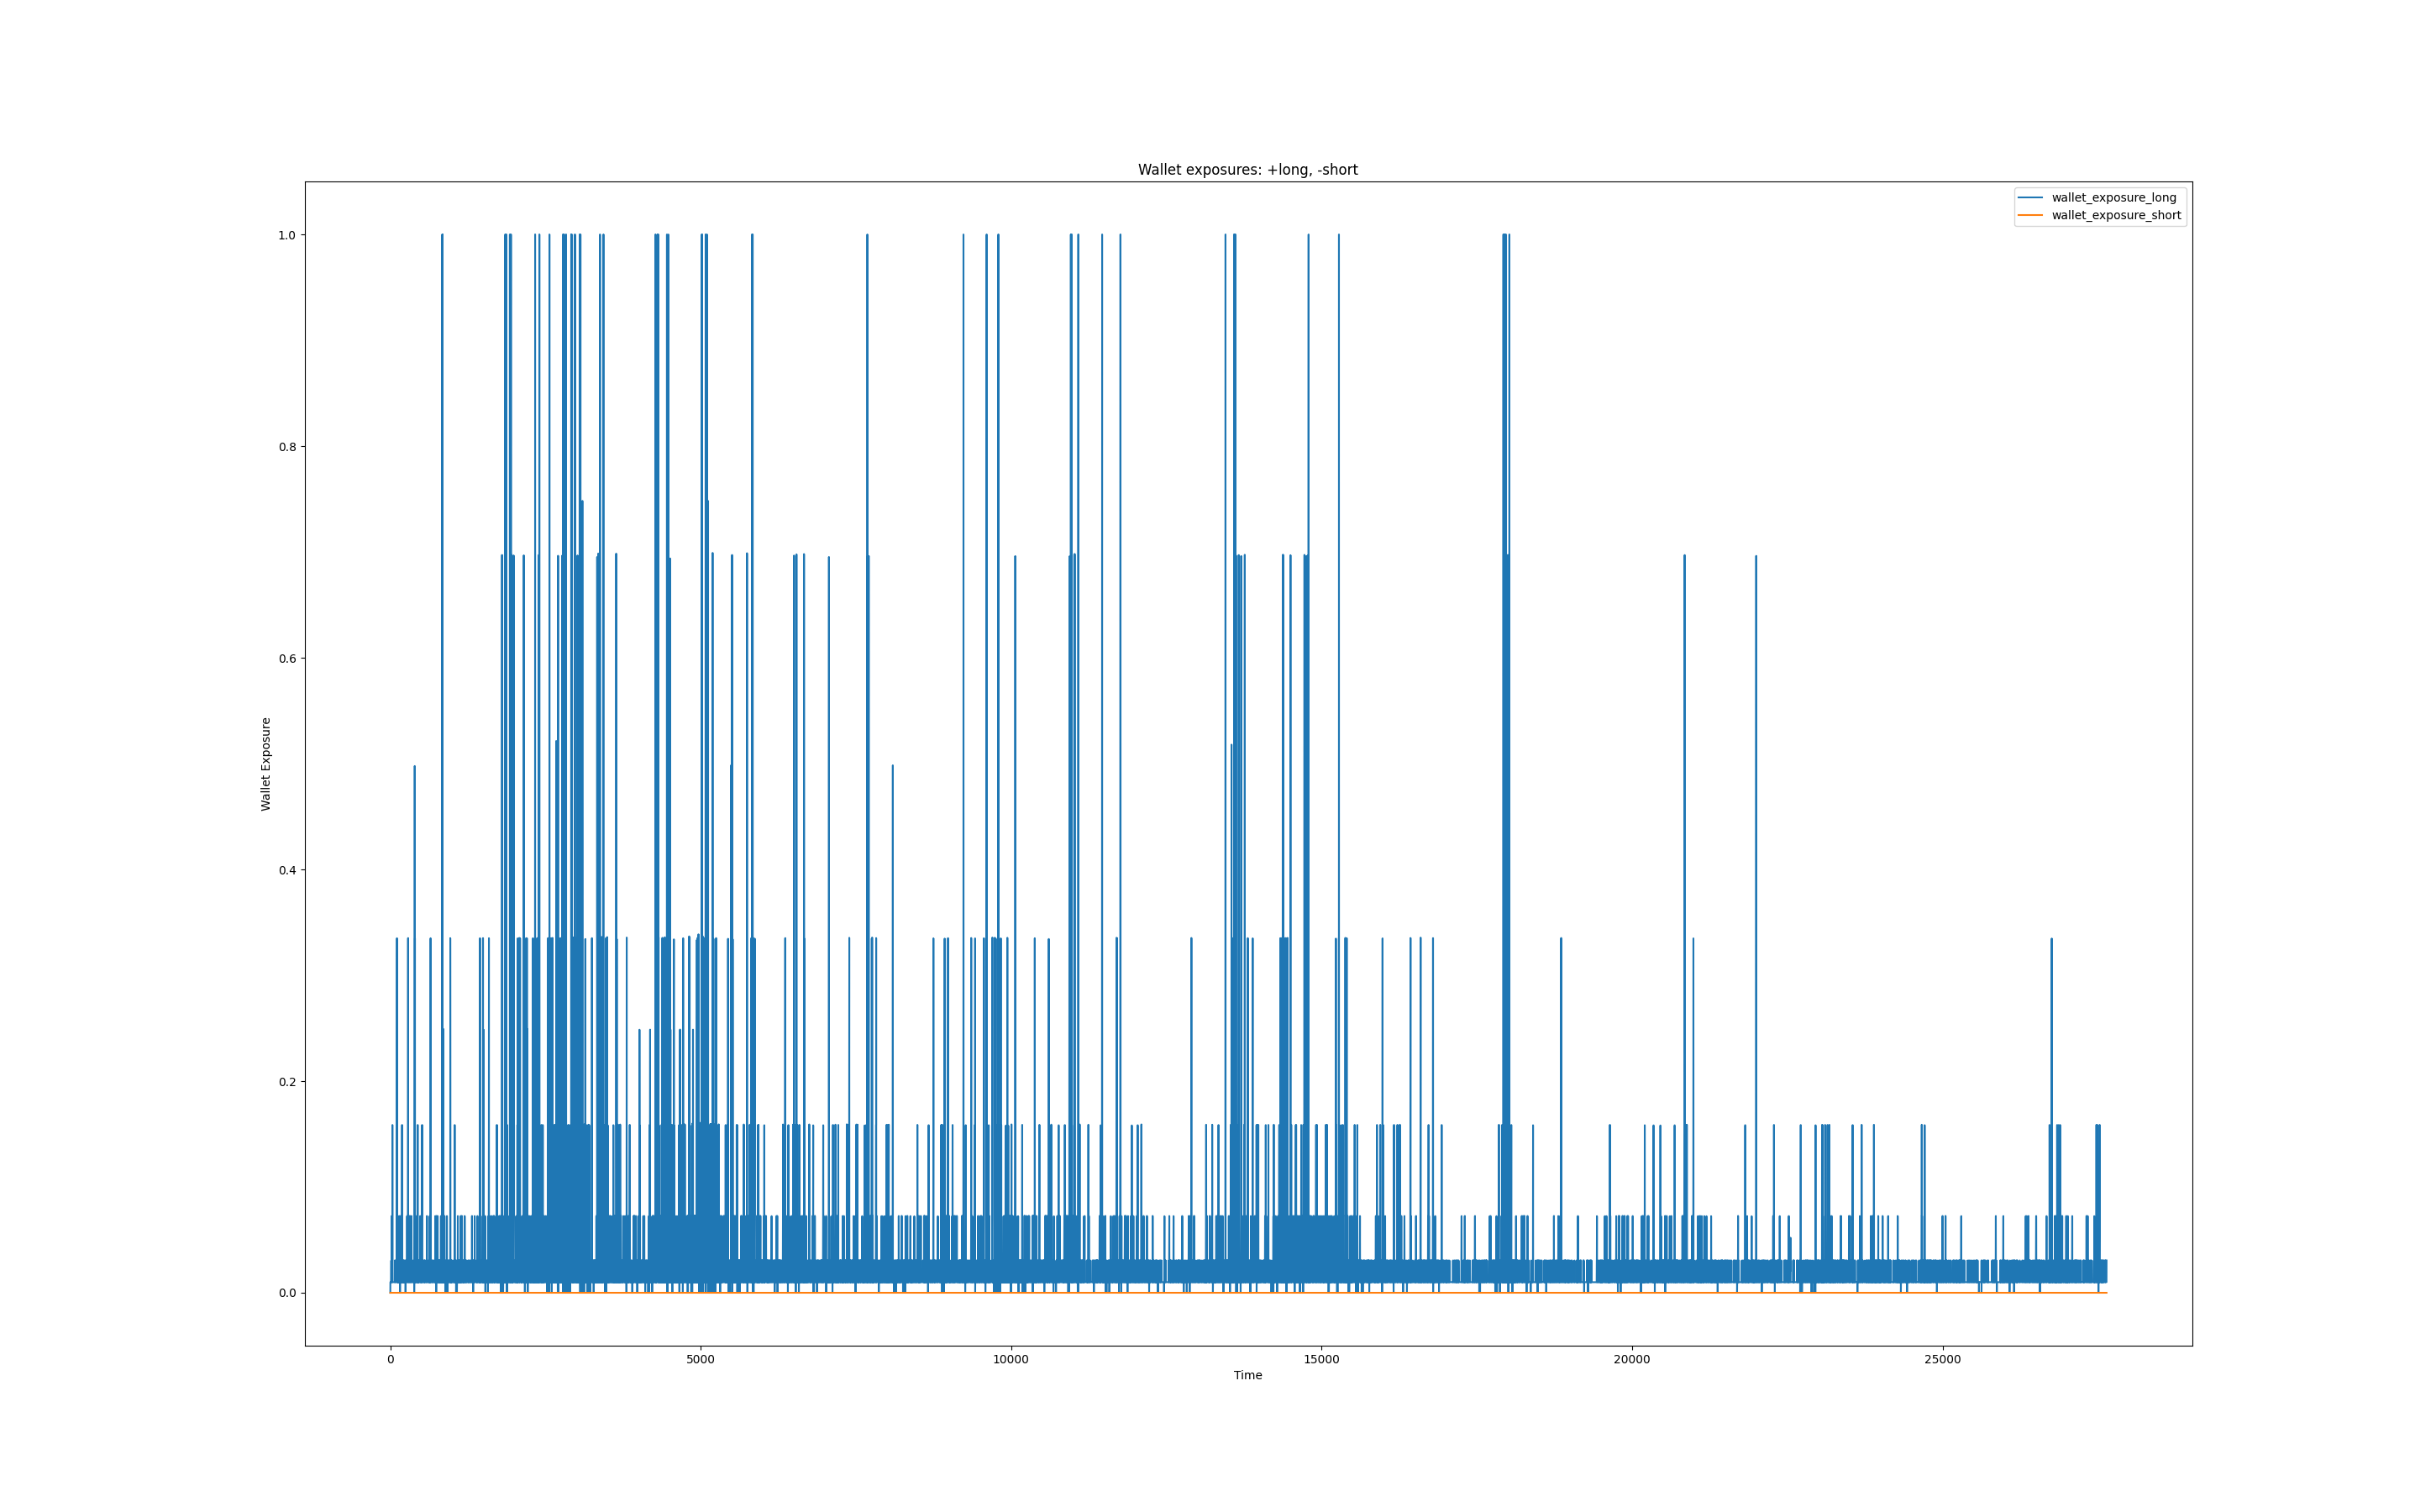 Wallet exposures: +long, -short
wallet_exposure_long
wallet_exposure_short
1.0
0.8
0.6
0.4
0.2
0.0
Wallet Exposure
0 5000 10000 15000 20000 25000
Time